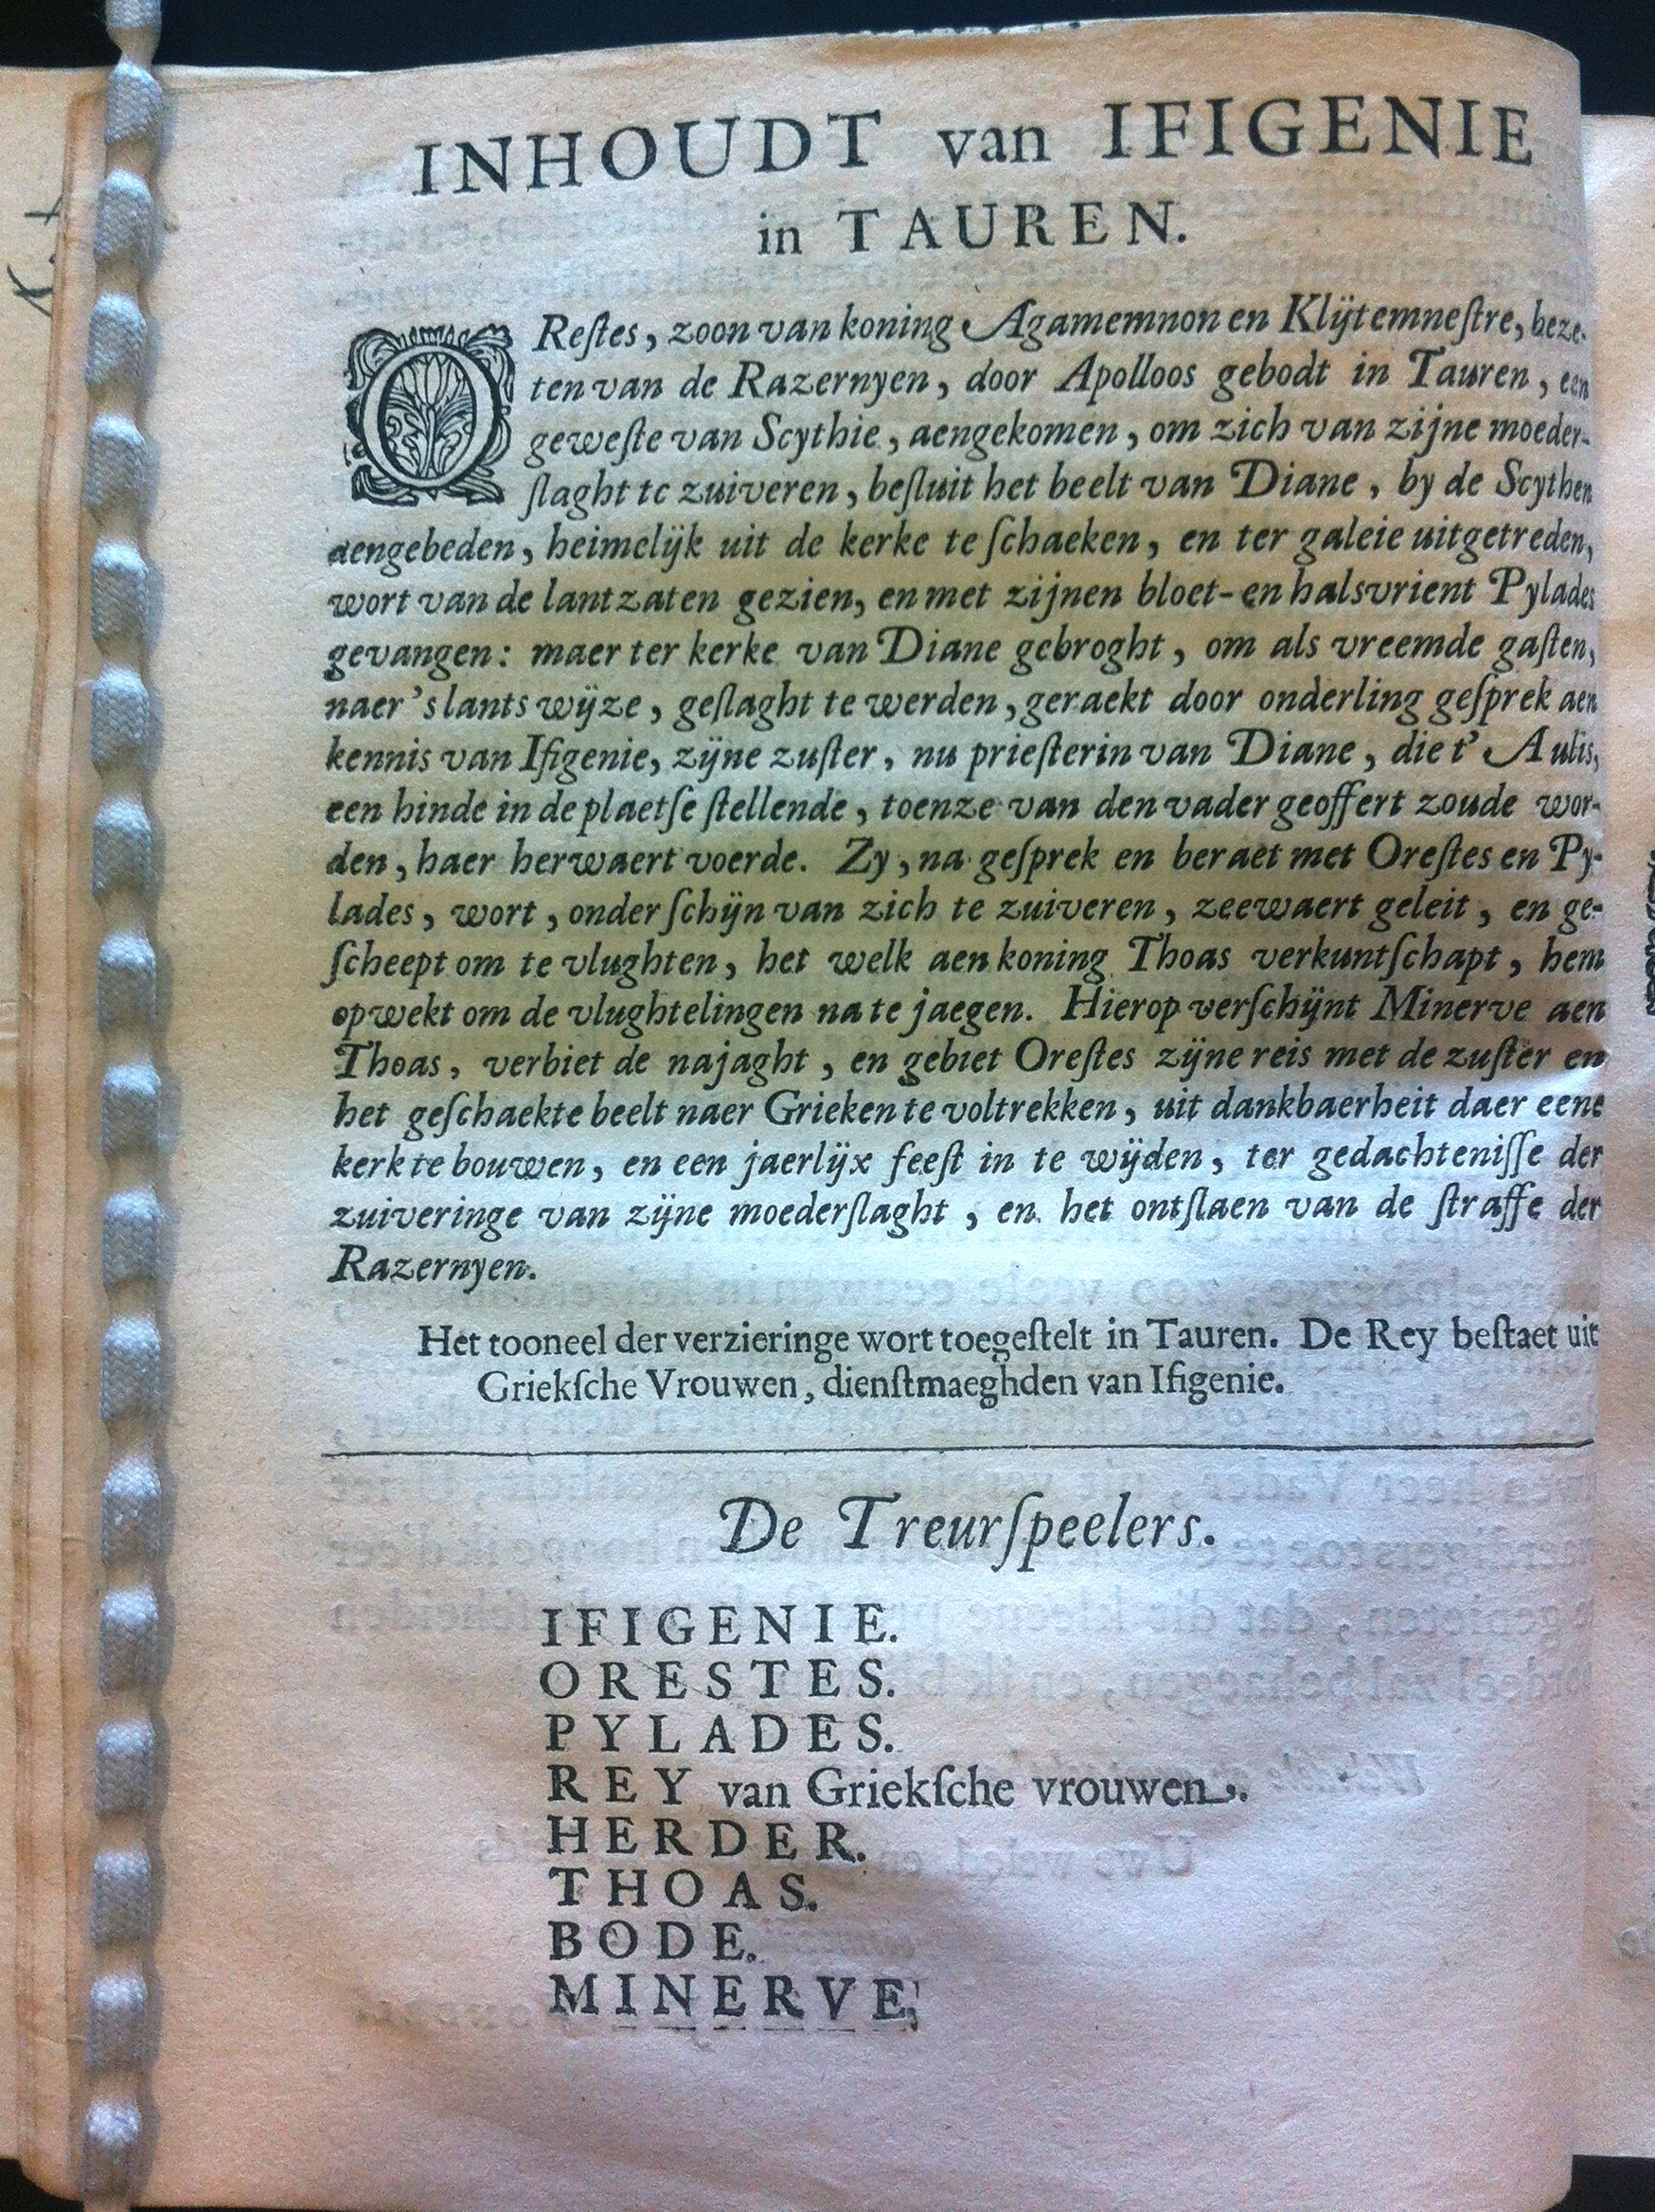 INHOUDT van IFIGENIE
in TAUREN.
OReſtes, zoon van koning Agamemnon en Klijtemneſtre, beze-
ten van de Razernyen, door Apolloos gebodt in Tauren, een
geweſte van Scythie, aengekomen, om zich van zijne moeder-
ſlaght te zuiveren, beſluit het beelt van Diane, by de Scythen
aengebeden, heimelijk uit de kerke te ſchaeken, en ter galeie uitgetreden,
wort van de lantzaten gezien, en met zijnen bloet- en halsvrient Pylades
gevangen: maer ter kerke van Diane gebroght, om als vreemde gaſten,
naer 's lants wijze, geſlaght te werden, geraekt door onderling geſprek aen
kennis van Ifigenie, zijne zuſter, nu prieſterin van Diane, die t' Aulis,
een hinde in de plaetſe ſtellende, toenze van den vader geoffert zoude wor-
den, haer herwaert voerde. Zy, na geſprek en beraet met Oreſtes en Py-
lades, wort, onder ſchijn van zich te zuiveren, zeewaert geleit, en ge-
ſcheept om te vlughten, het welk aen koning Thoas verkuntſchapt, hem
opwekt om de vlughtelingen na te jaegen. Hierop verſchijnt Minerve aen
Thoas, verbiet de najaght, en gebiet Oreſtes zijne reis met de zuſter en
het geſchaekte beelt naer Grieken te voltrekken, uit dankbaerheit daer eene
kerk te bouwen, en een jaerlijx feeſt in te wijden, ter gedachteniſſe der
zuiveringe van zijne moederſlaght, en het ontſlaen van de ſtraffe der
Razernyen.
Het tooneel der verzieringe wort toegeſtelt in Tauren. De Rey beſtaet uit
Griekſche Vrouwen, dienſtmaeghden van Ifigenie.
De Treurſpeelers.
IFIGENIE.
ORESTES.
PYLADES.
REY van Griekſche vrouwen.
HERDER.
THOAS.
BODE.
MINERVE.